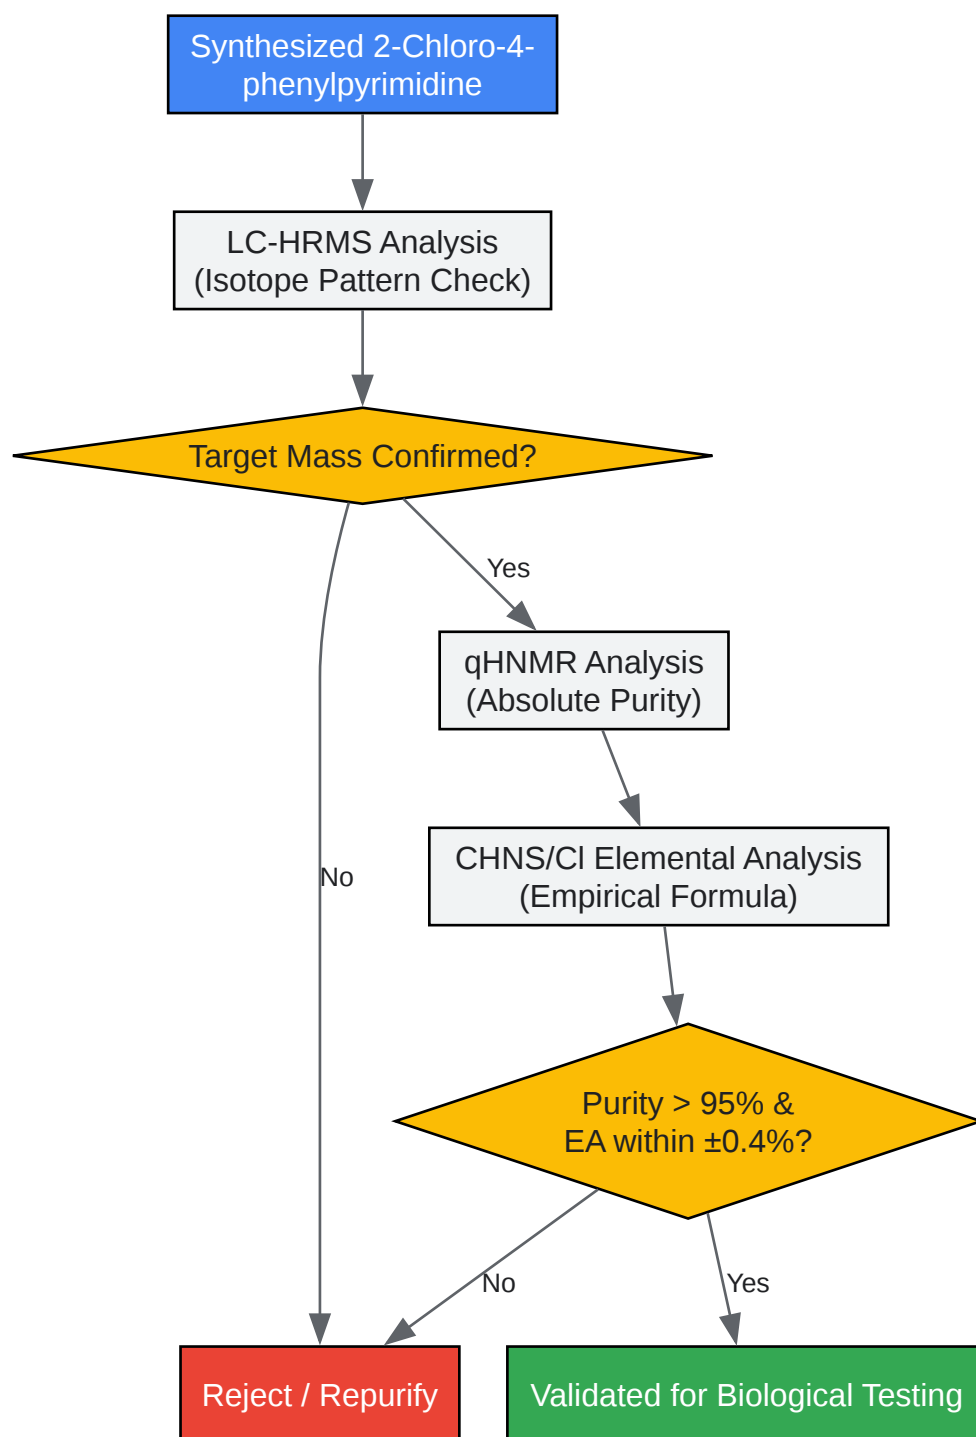 Synthesized 2-Chloro-4-
phenylpyrimidine
LC-HRMS Analysis
(Isotope Pattern Check)
Target Mass Confirmed?
Yes
qHNMR Analysis
(Absolute Purity)
CHNS/Cl Elemental Analysis
(Empirical Formula)
No
Purity > 95% &
EA within ±0.4%?
No
Yes
Reject / Repurify
Validated for Biological Testing